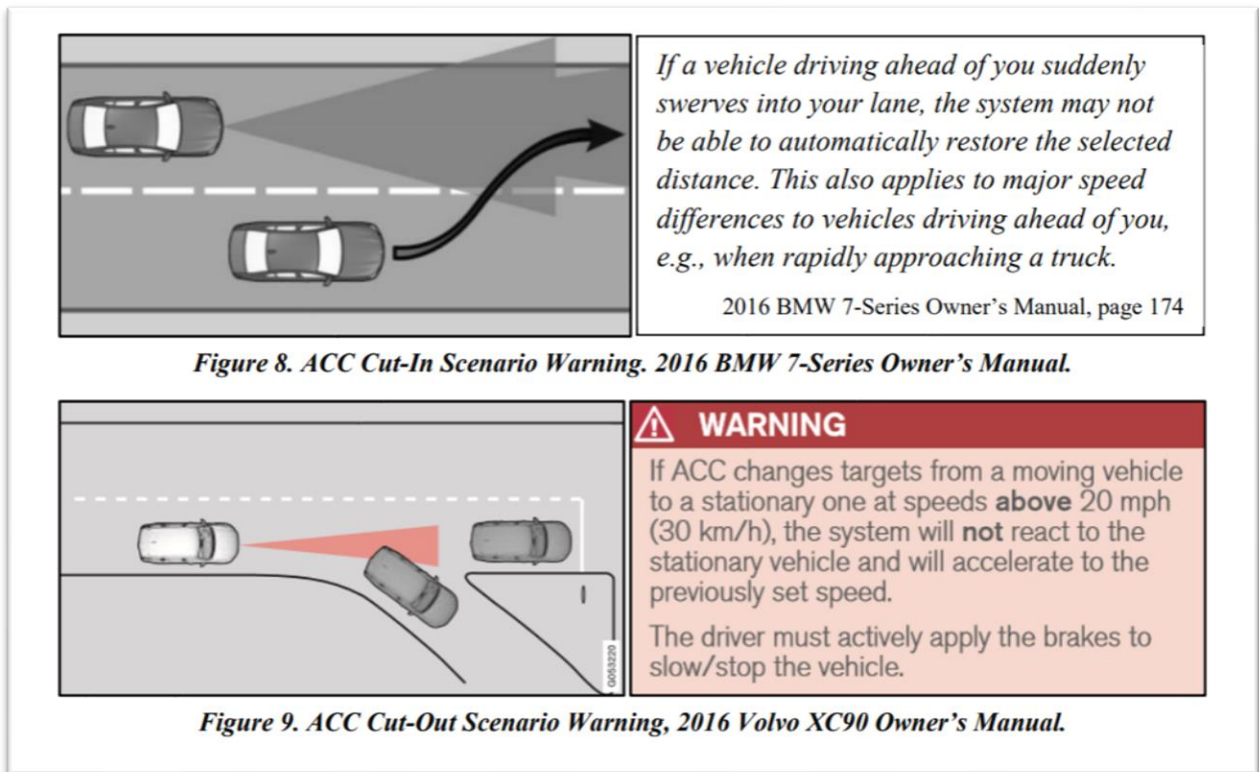 If a vehicle driving ahead of you suddenly
swerves into your lane, the system may not
be able to automatically restore the selected
distance. This also applies to major speed
differences to vehicles driving ahead of you,
e.g., when rapidly approaching a truck.
2016 BMW 7-Series Owner's Manual, page 174
Figure 8. ACC Cut-In Scenario Warning. 2016 BMW 7-Series Owner's Manual.
WARNING
If ACC changes targets from a moving vehicle
to a stationary one at speeds above 20 mph
(30 km/h), the system will not react to the
stationary vehicle and will accelerate to the
previously set speed.
The driver must actively apply the brakes to
slow/stop the vehicle.
G053220
Figure 9. ACC Cut-Out Scenario Warning, 2016 Volvo XC90 Owner's Manual.